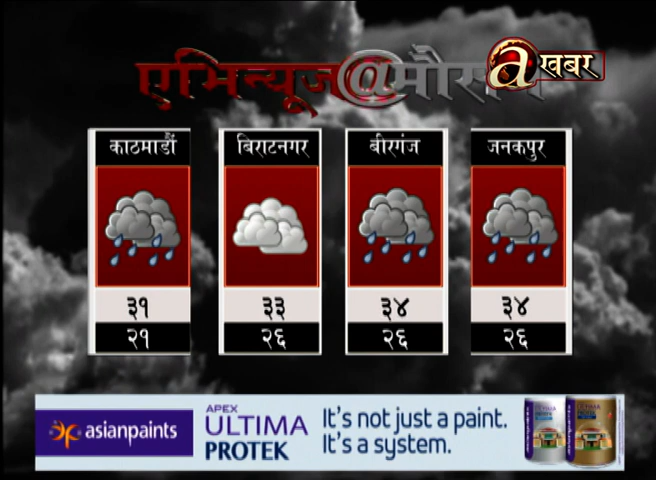 एभिन्यूज@मौसम
a खबर
काठमाडौं
३१
२१
बिराटनगर
३३
२६
बीरगंज
३४
२६
जनकपुर
३४
२६
asianpaints
APEX
ULTIMA
PROTEK
It's not just a paint.
It's a system.